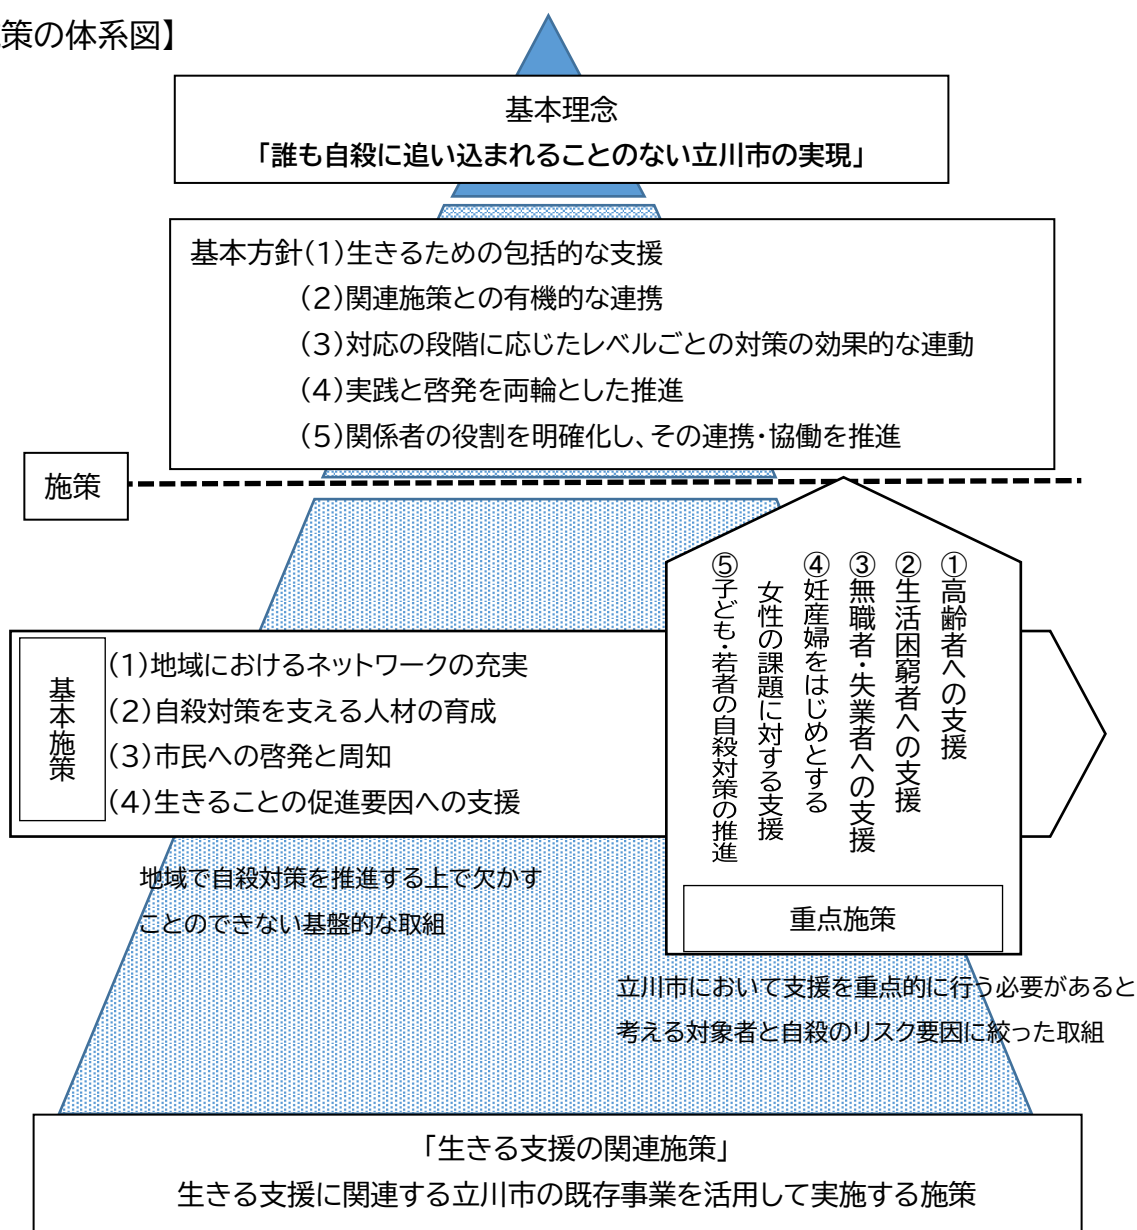 策の体系図】
基本理念
「誰も自殺に追い込まれることのない立川市の実現」
基本方針(1)生きるための包括的な支援
(2)関連施策との有機的な連携
(3)対応の段階に応じたレベルごとの対策の効果的な連動
(4)実践と啓発を両輪とした推進
(5)関係者の役割を明確化し、その連携・協働を推進
施策
基本施策
(1)地域におけるネットワークの充実
(2)自殺対策を支える人材の育成
(3)市民への啓発と周知
(4)生きることの促進要因への支援
地域で自殺対策を推進する上で欠かす
ことのできない基盤的な取組
①高齢者への支援
②生活困窮者への支援
③無職者・失業者への支援
④妊産婦をはじめとする
女性の課題に対する支援
⑤子ども・若者の自殺対策の推進
重点施策
立川市において支援を重点的に行う必要があると
考える対象者と自殺のリスク要因に絞った取組
「生きる支援の関連施策」
生きる支援に関連する立川市の既存事業を活用して実施する施策